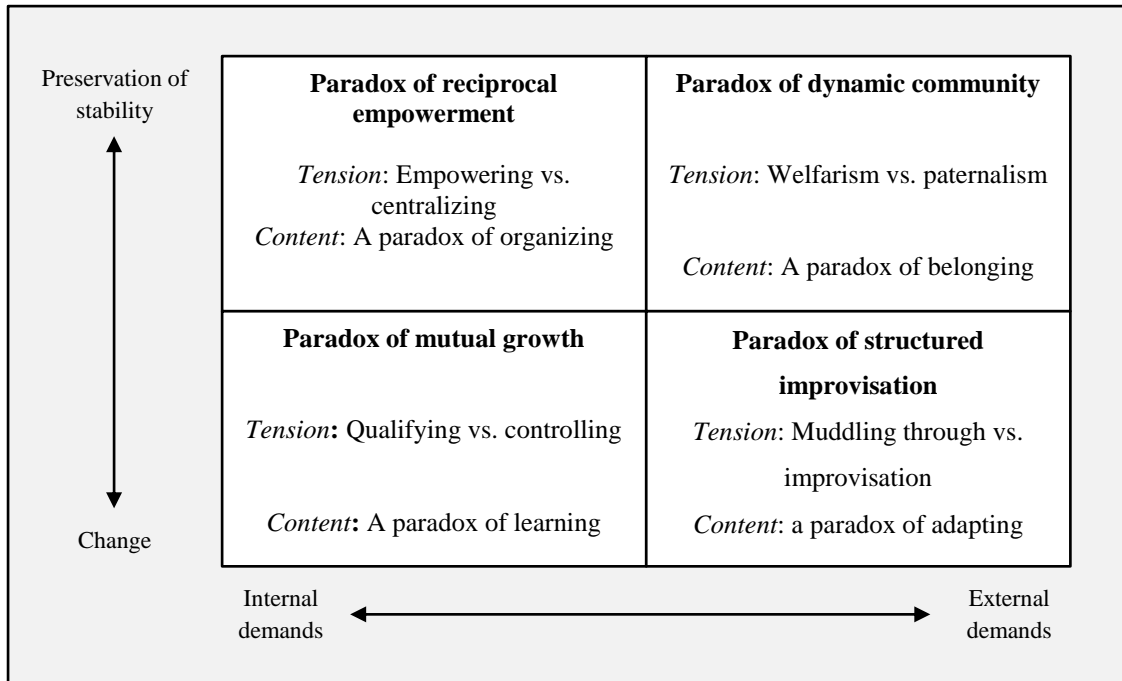 Preservation of
stability
Change
Paradox of reciprocal
empowerment
Tension: Empowering vs.
centralizing
Content: A paradox of organizing
Paradox of dynamic community
Tension: Welfarism vs. paternalism
Content: A paradox of belonging
Paradox of mutual growth
Tension: Qualifying vs. controlling
Content: A paradox of learning
Paradox of structured
improvisation
Tension: Muddling through vs.
improvisation
Content: a paradox of adapting
Internal
demands
External
demands